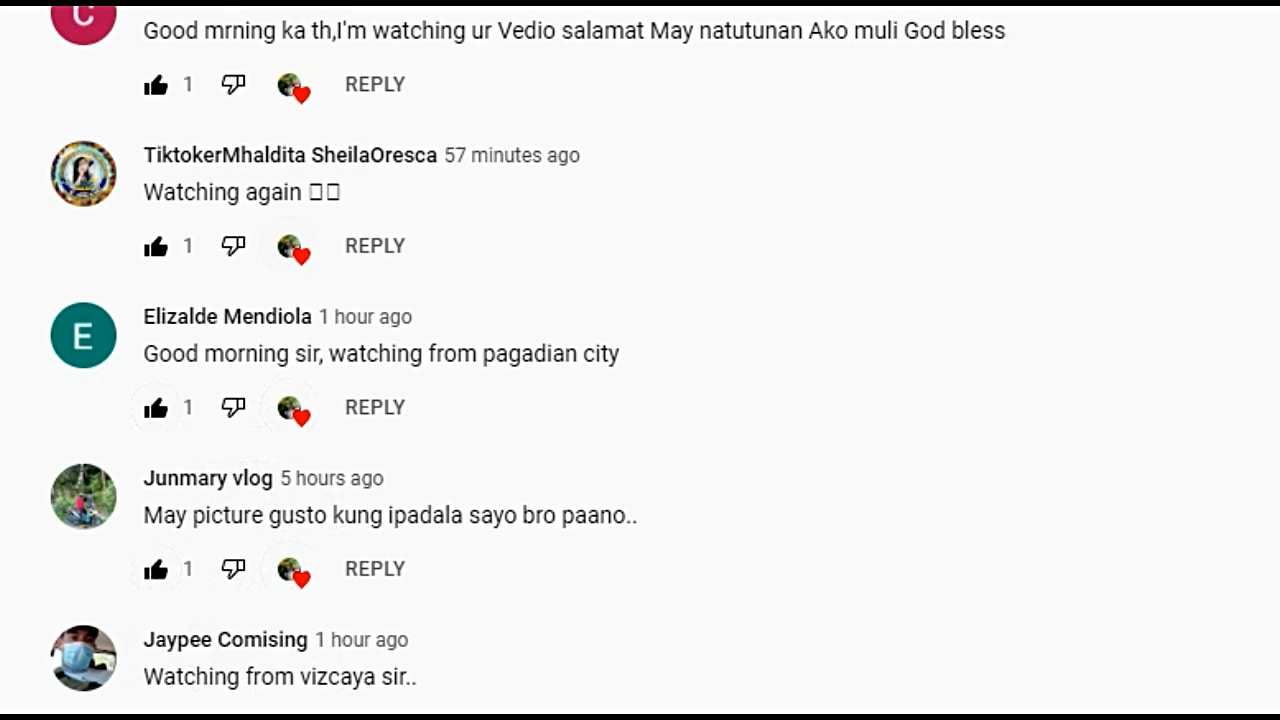 C
Good mrning ka th,I'm watching ur Vedio salamat May natutunan Ako muli God bless
1 REPLY
TiktokerMhaldita SheilaOresca 57 minutes ago
Watching again
1 REPLY
E
Elizalde Mendiola 1 hour ago
Good morning sir, watching from pagadian city
1 REPLY
Junmary vlog 5 hours ago
May picture gusto kung ipadala sayo bro paano..
1 REPLY
Jaypee Comising 1 hour ago
Watching from vizcaya sir..